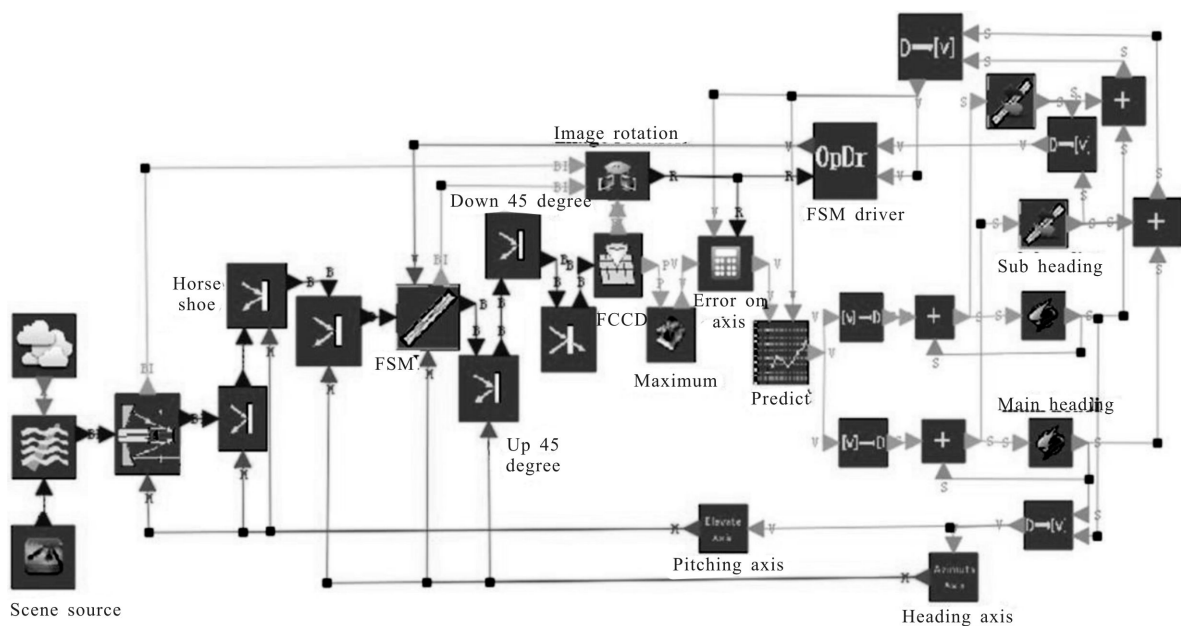 D→[v]
Image rotation
OpDr
D→[v]
FSM driver
Down 45 degree
Horse
shoe
Sub heading
FCCD
Error on
axis
FSM
[v]→D
Maximum
Predict
Main heading
Up 45
degree
[v]→D
D→[v]
Elevate
Axis
Pitching axis
Azimuth
Axis
Heading axis
Scene source